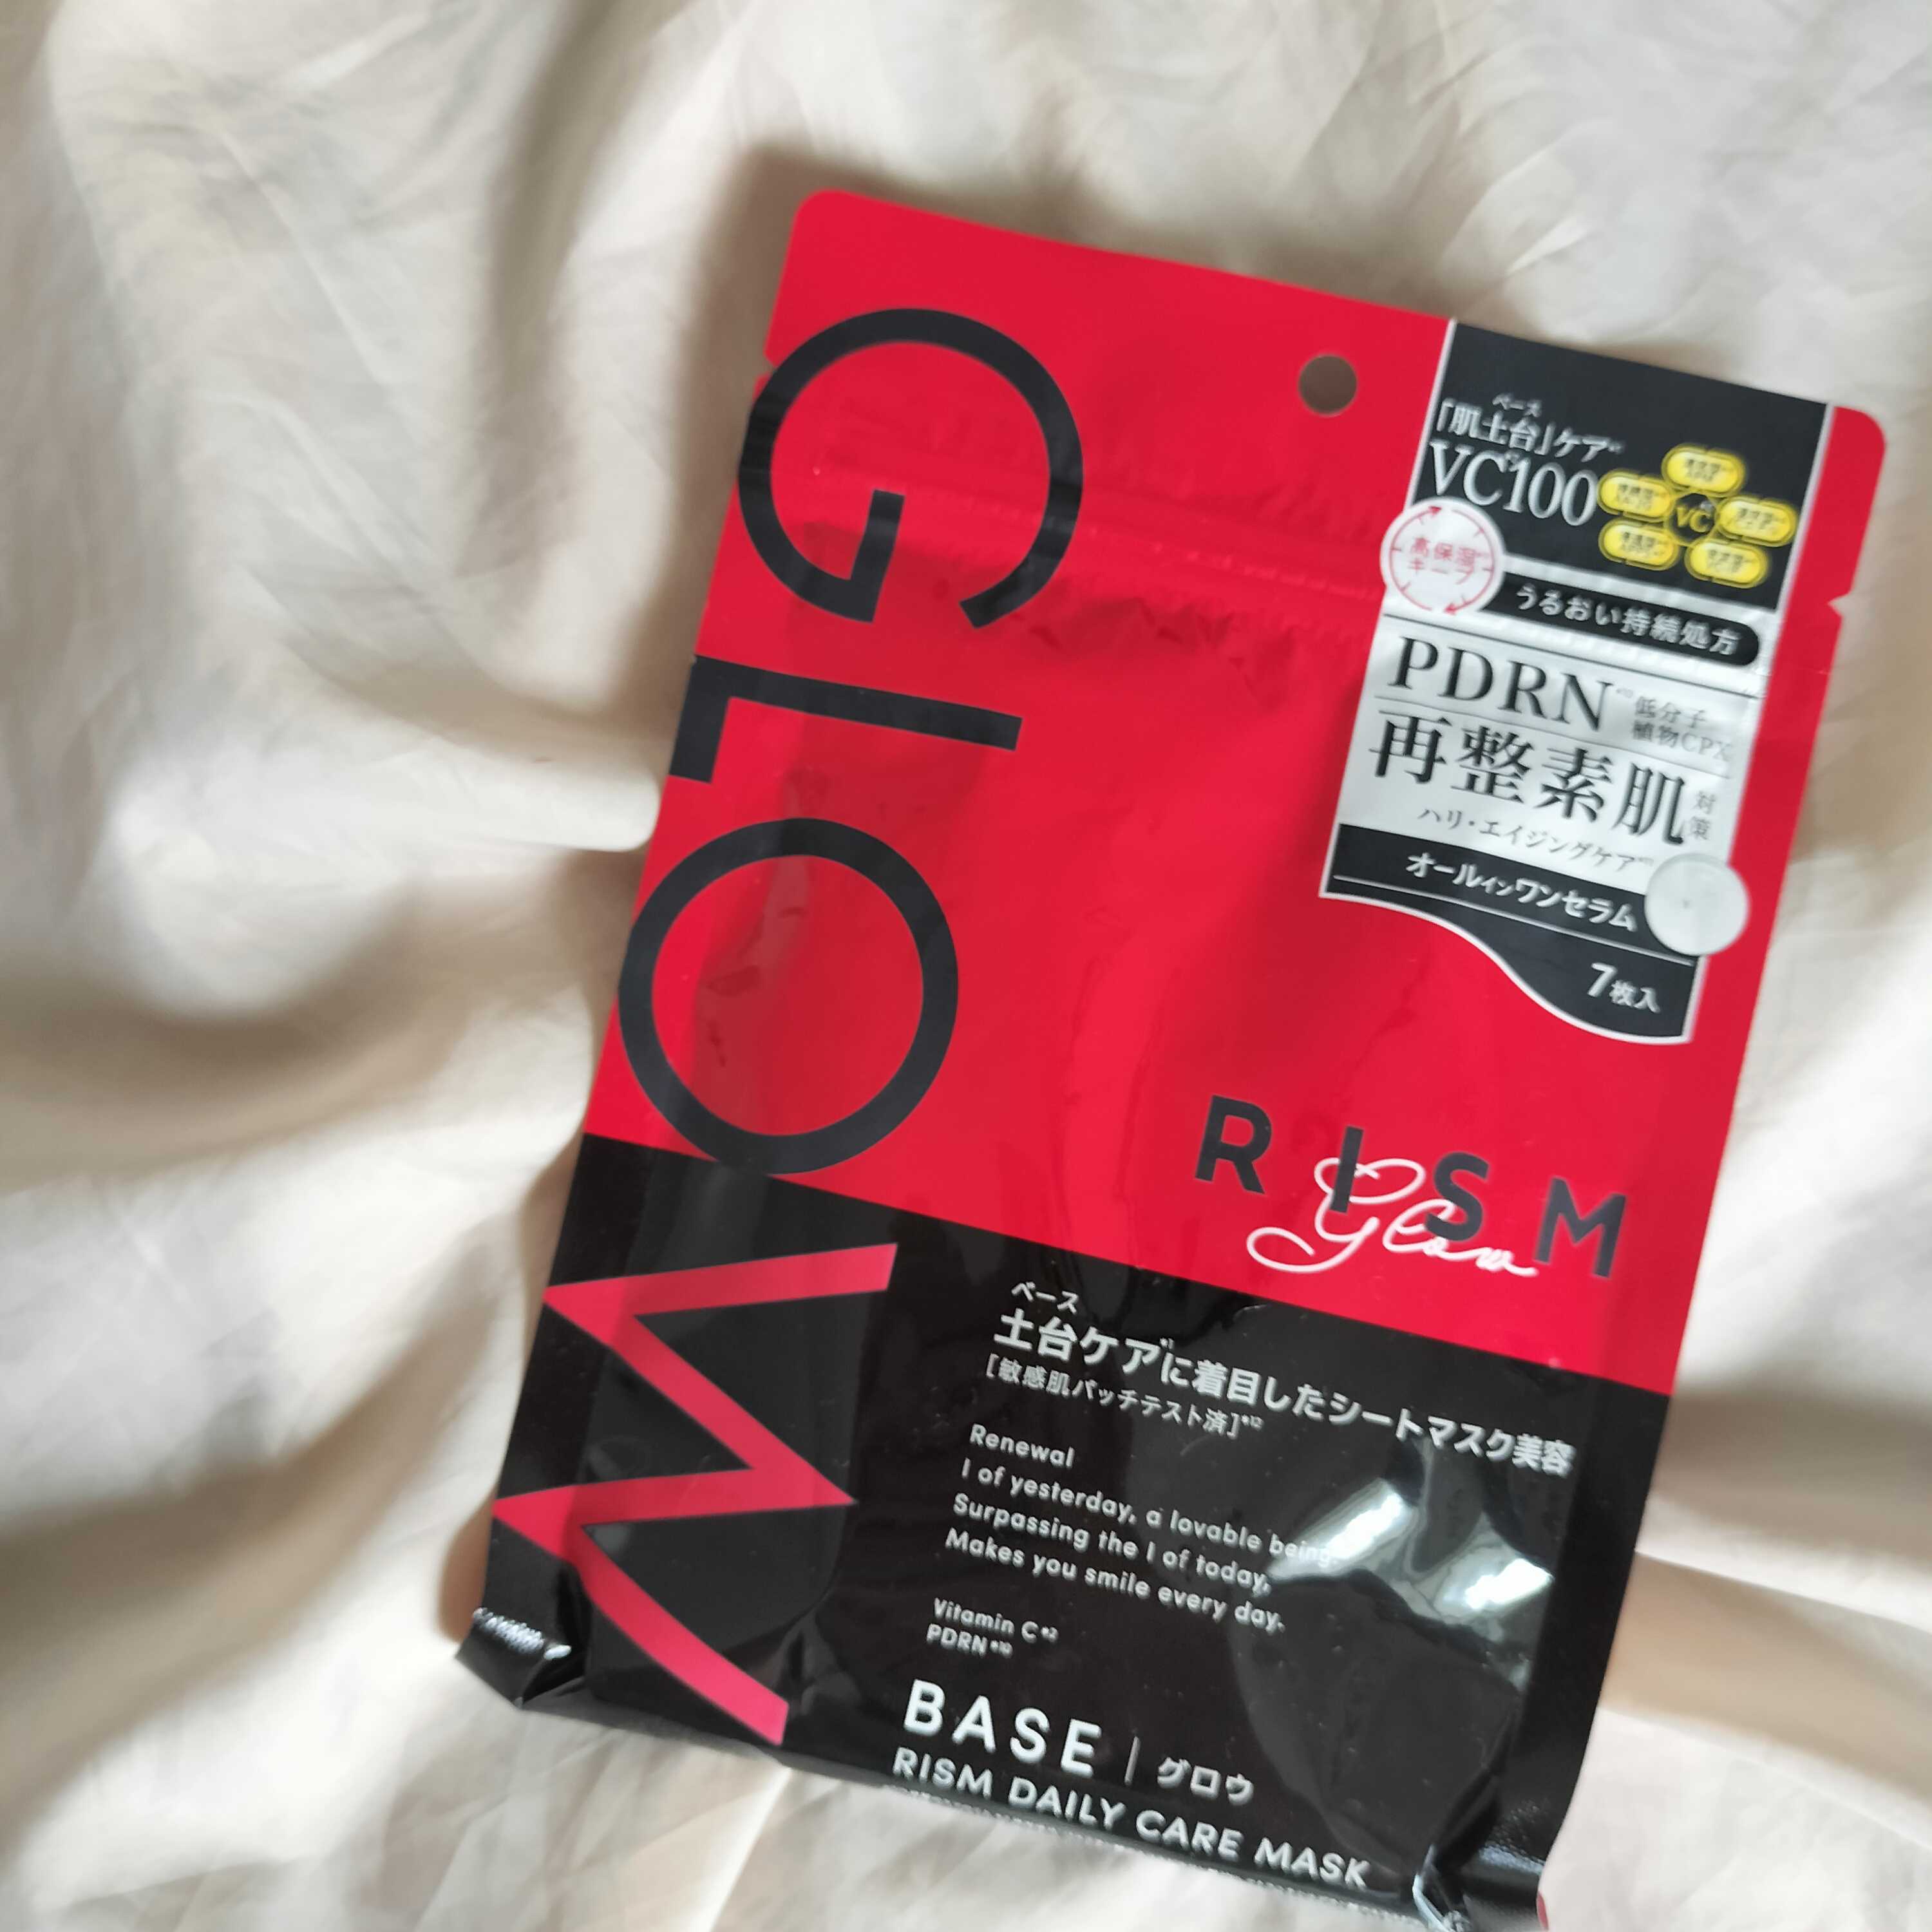 GLOW
ベース
「肌土台」ケア
VC100
VC
高保湿
キープ
うるおい持続処方
PDRN
低分子
植物CPX
再整素肌
対策
ハリ・エイジングケア
オールインワンセラム
7枚入
RISM
Glow
ベース
土台ケア*1に着目したシートマスク美容
[敏感肌パッチテスト済]*12
Renewal
I of yesterday, a lovable being.
Surpassing the I of today,
Makes you smile every day.
Vitamin C*2
PDRN*10
BASE | グロウ
RISM DAILY CARE MASK